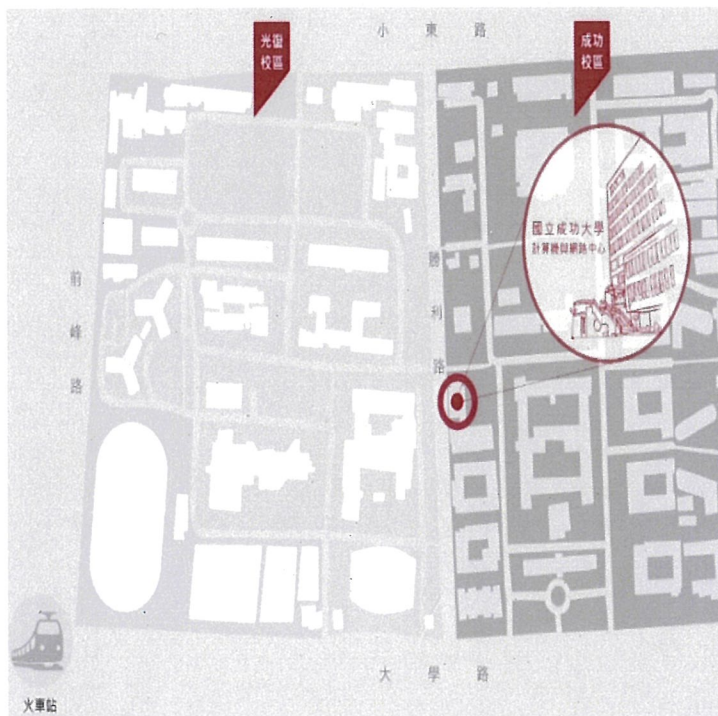 小東路
光復
校區
成功
校區
國立成功大學
計算機與網路中心
前峰路
勝利路
大學路
火車站